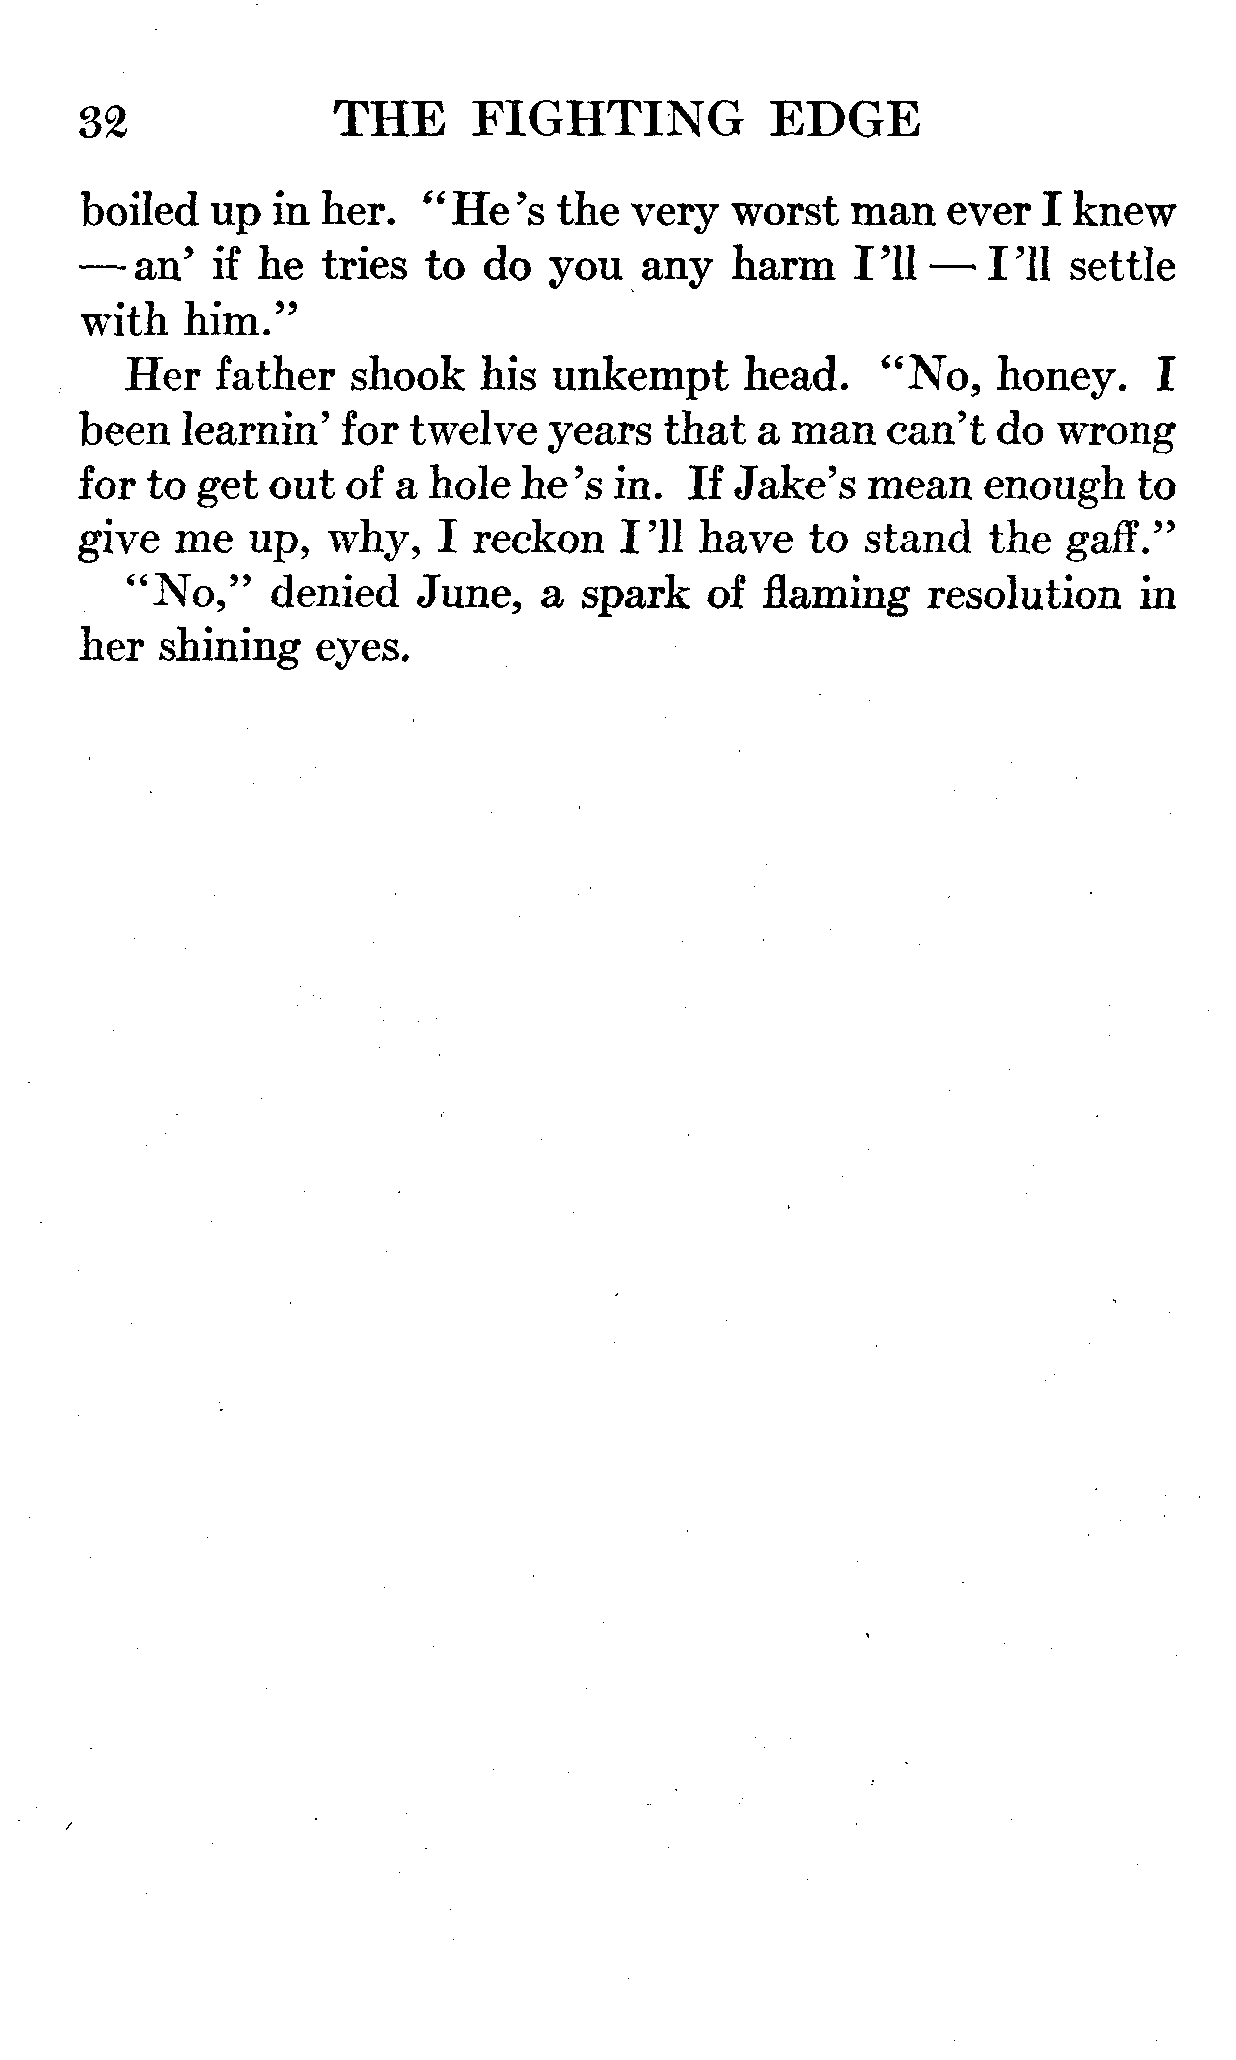 32 THE FIGHTING EDGE
boiled up in her. “He’s the very worst man ever I knew
—an’ if he tries to do you any harm I’ll — I’ll settle
with him.”
Her father shook his unkempt head. “No, honey. I
been learnin’ for twelve years that a man can’t do wrong
for to get out of a hole he’s in. If Jake’s mean enough to
give me up, why, I reckon I’ll have to stand the gaff.”
“No,” denied June, a spark of flaming resolution in
her shining eyes.